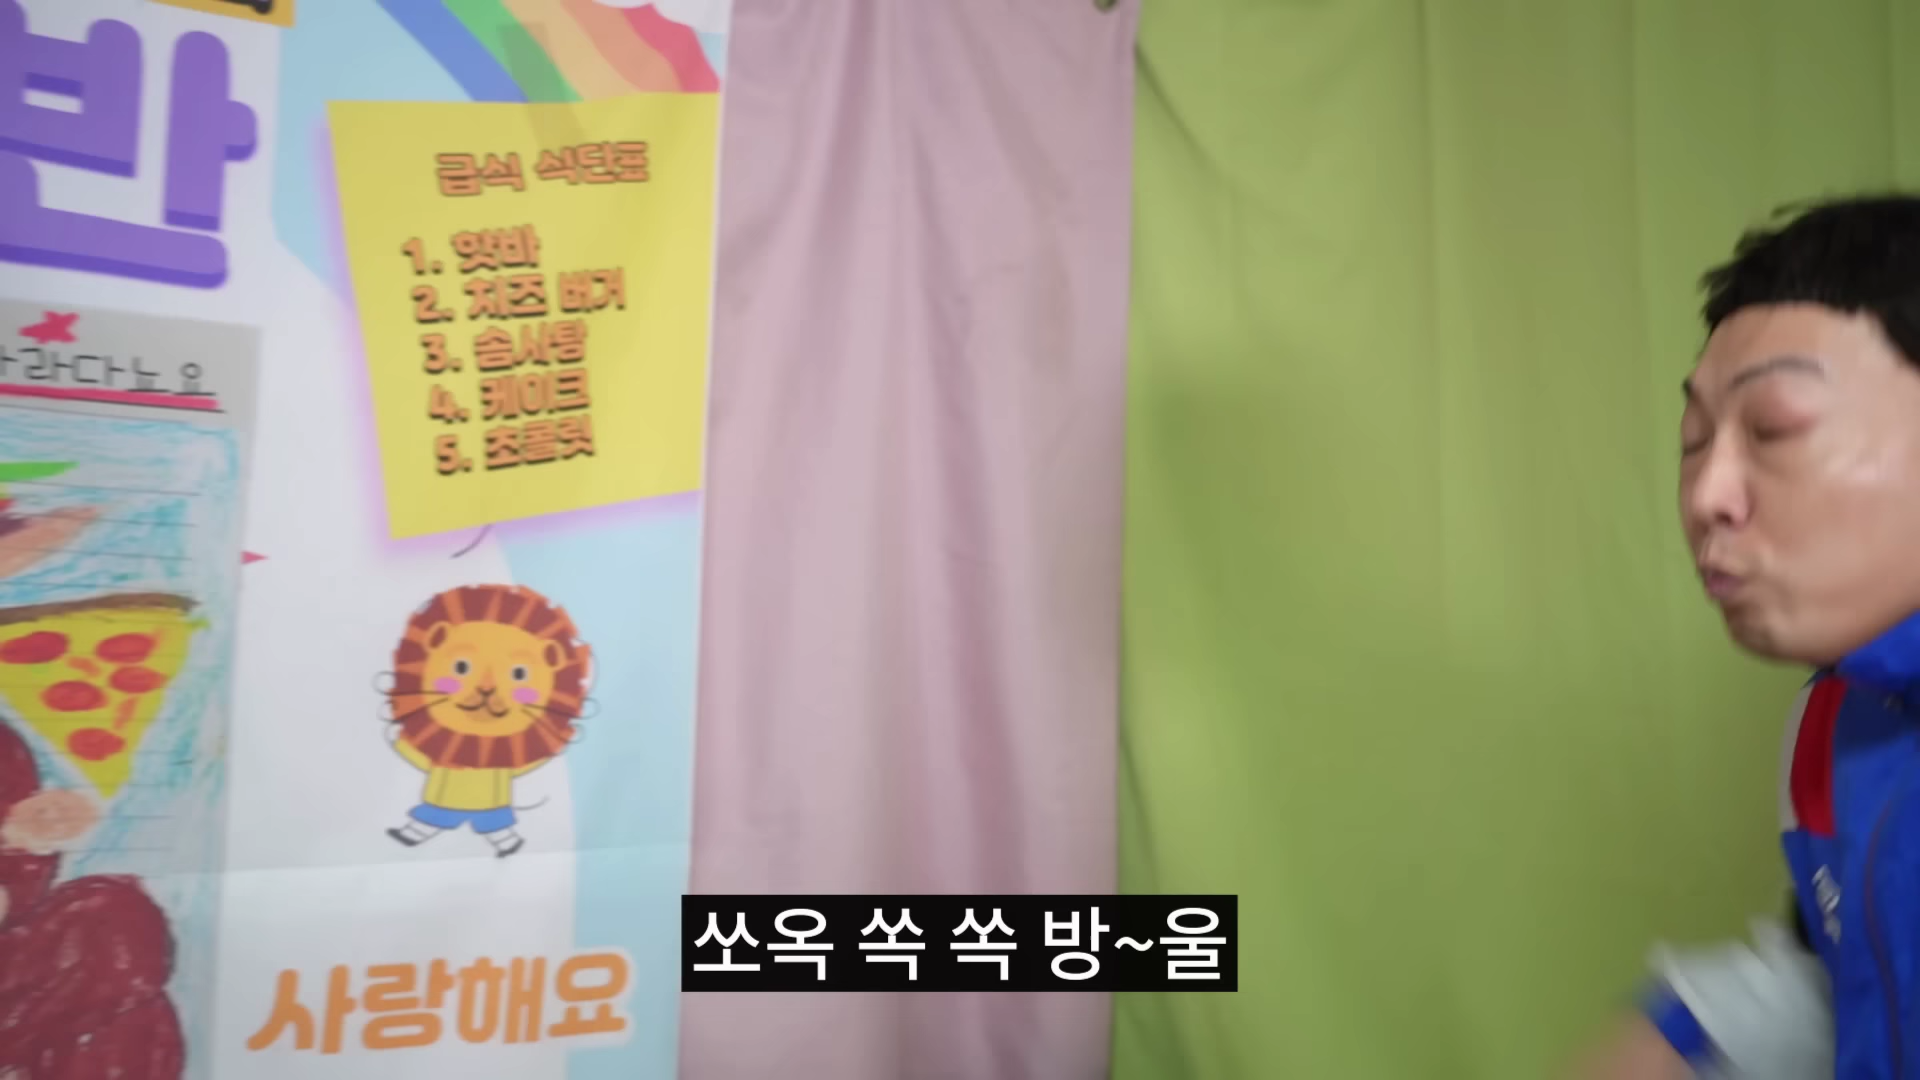 반
급식 식단표
1. 핫바
2. 치즈 버거
3. 솜사탕
4. 케이크
5. 초콜릿
사랑해요
쏘옥 쏙 쏙 방~울